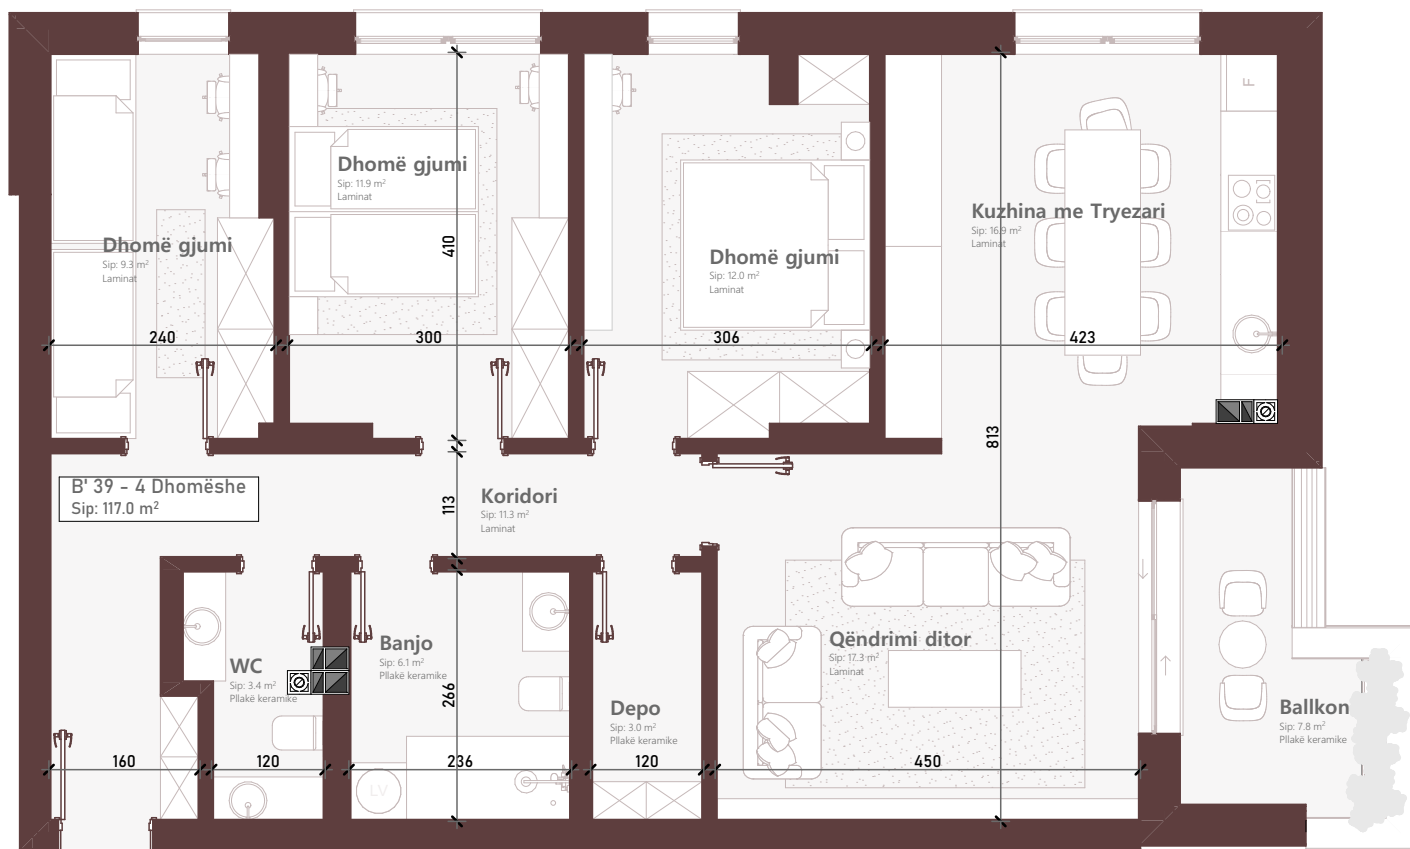 F
Dhomë gjumi
Sip: 11.9 m²
Laminat
Kuzhina me Tryezari
Sip: 16.9 m²
Laminat
Dhomë gjumi
Sip: 9.3 m²
Laminat
410
Dhomë gjumi
Sip: 12.0 m²
Laminat
240
300
306
423
813
B' 39 - 4 Dhomëshe
Sip: 117.0 m²
113
Koridori
Sip: 11.3 m²
Laminat
WC
Sip: 3.4 m²
Pllakë keramike
Banjo
Sip: 6.1 m²
Pllakë keramike
266
Qëndrimi ditor
Sip: 17.3 m²
Laminat
Depo
Sip: 3.0 m²
Pllakë keramike
Ballkon
Sip: 7.8 m²
Pllakë keramike
160
120
236
120
450
LV